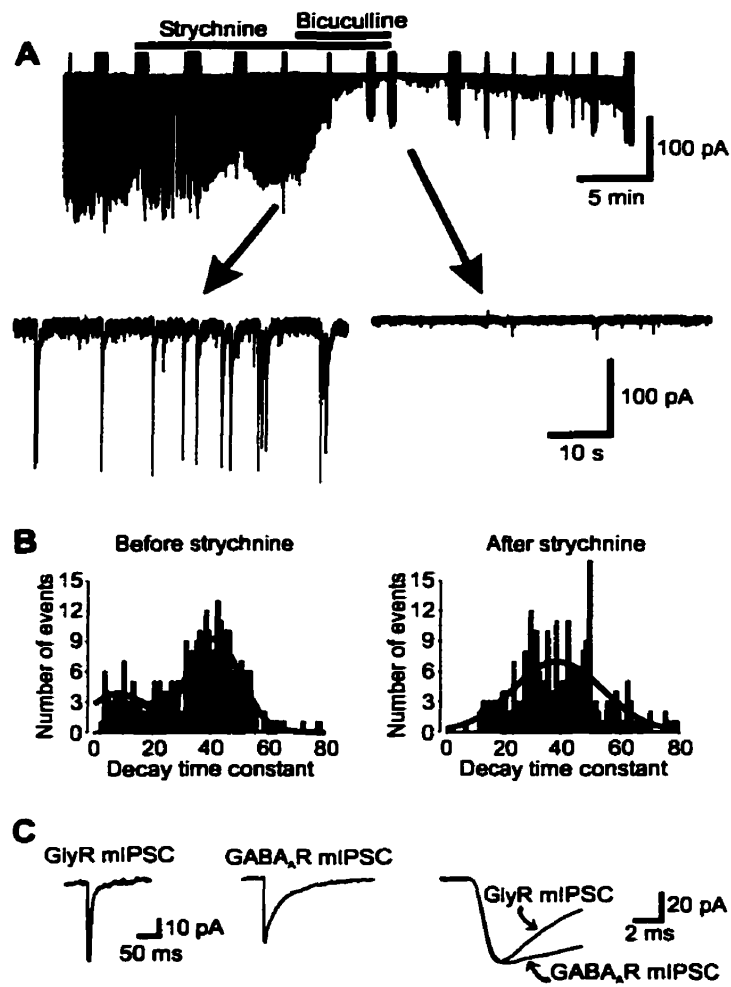 Bicuculline
Strychnine
A
100 pA
5 min
100 pA
10 s
B
Before strychnine
After strychnine
Number of events
15
12
9
6
3
0
0 20 40 60 80
Decay time constant
Number of events
15
12
9
6
3
0
0 20 40 60 80
Decay time constant
C
GlyR mIPSC
GABAAR mIPSC
10 pA
50 ms
GlyR mIPSC
20 pA
2 ms
GABAAR mIPSC